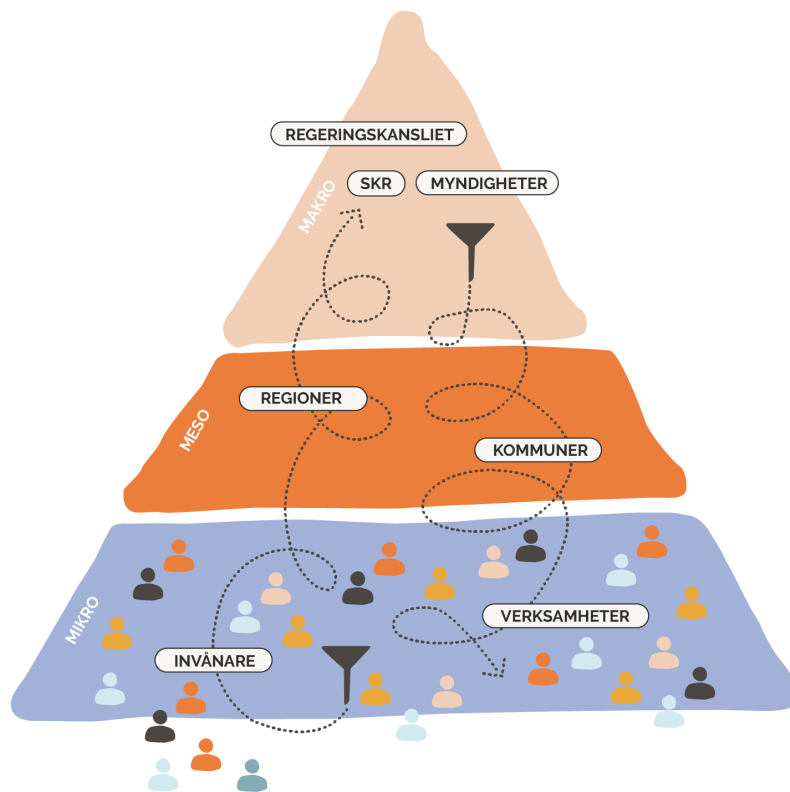 REGERINGSKANSLIET
SKR
MYNDIGHETER
MAKRO
REGIONER
MESO
KOMMUNER
MIKRO
VERKSAMHETER
INVÅNARE